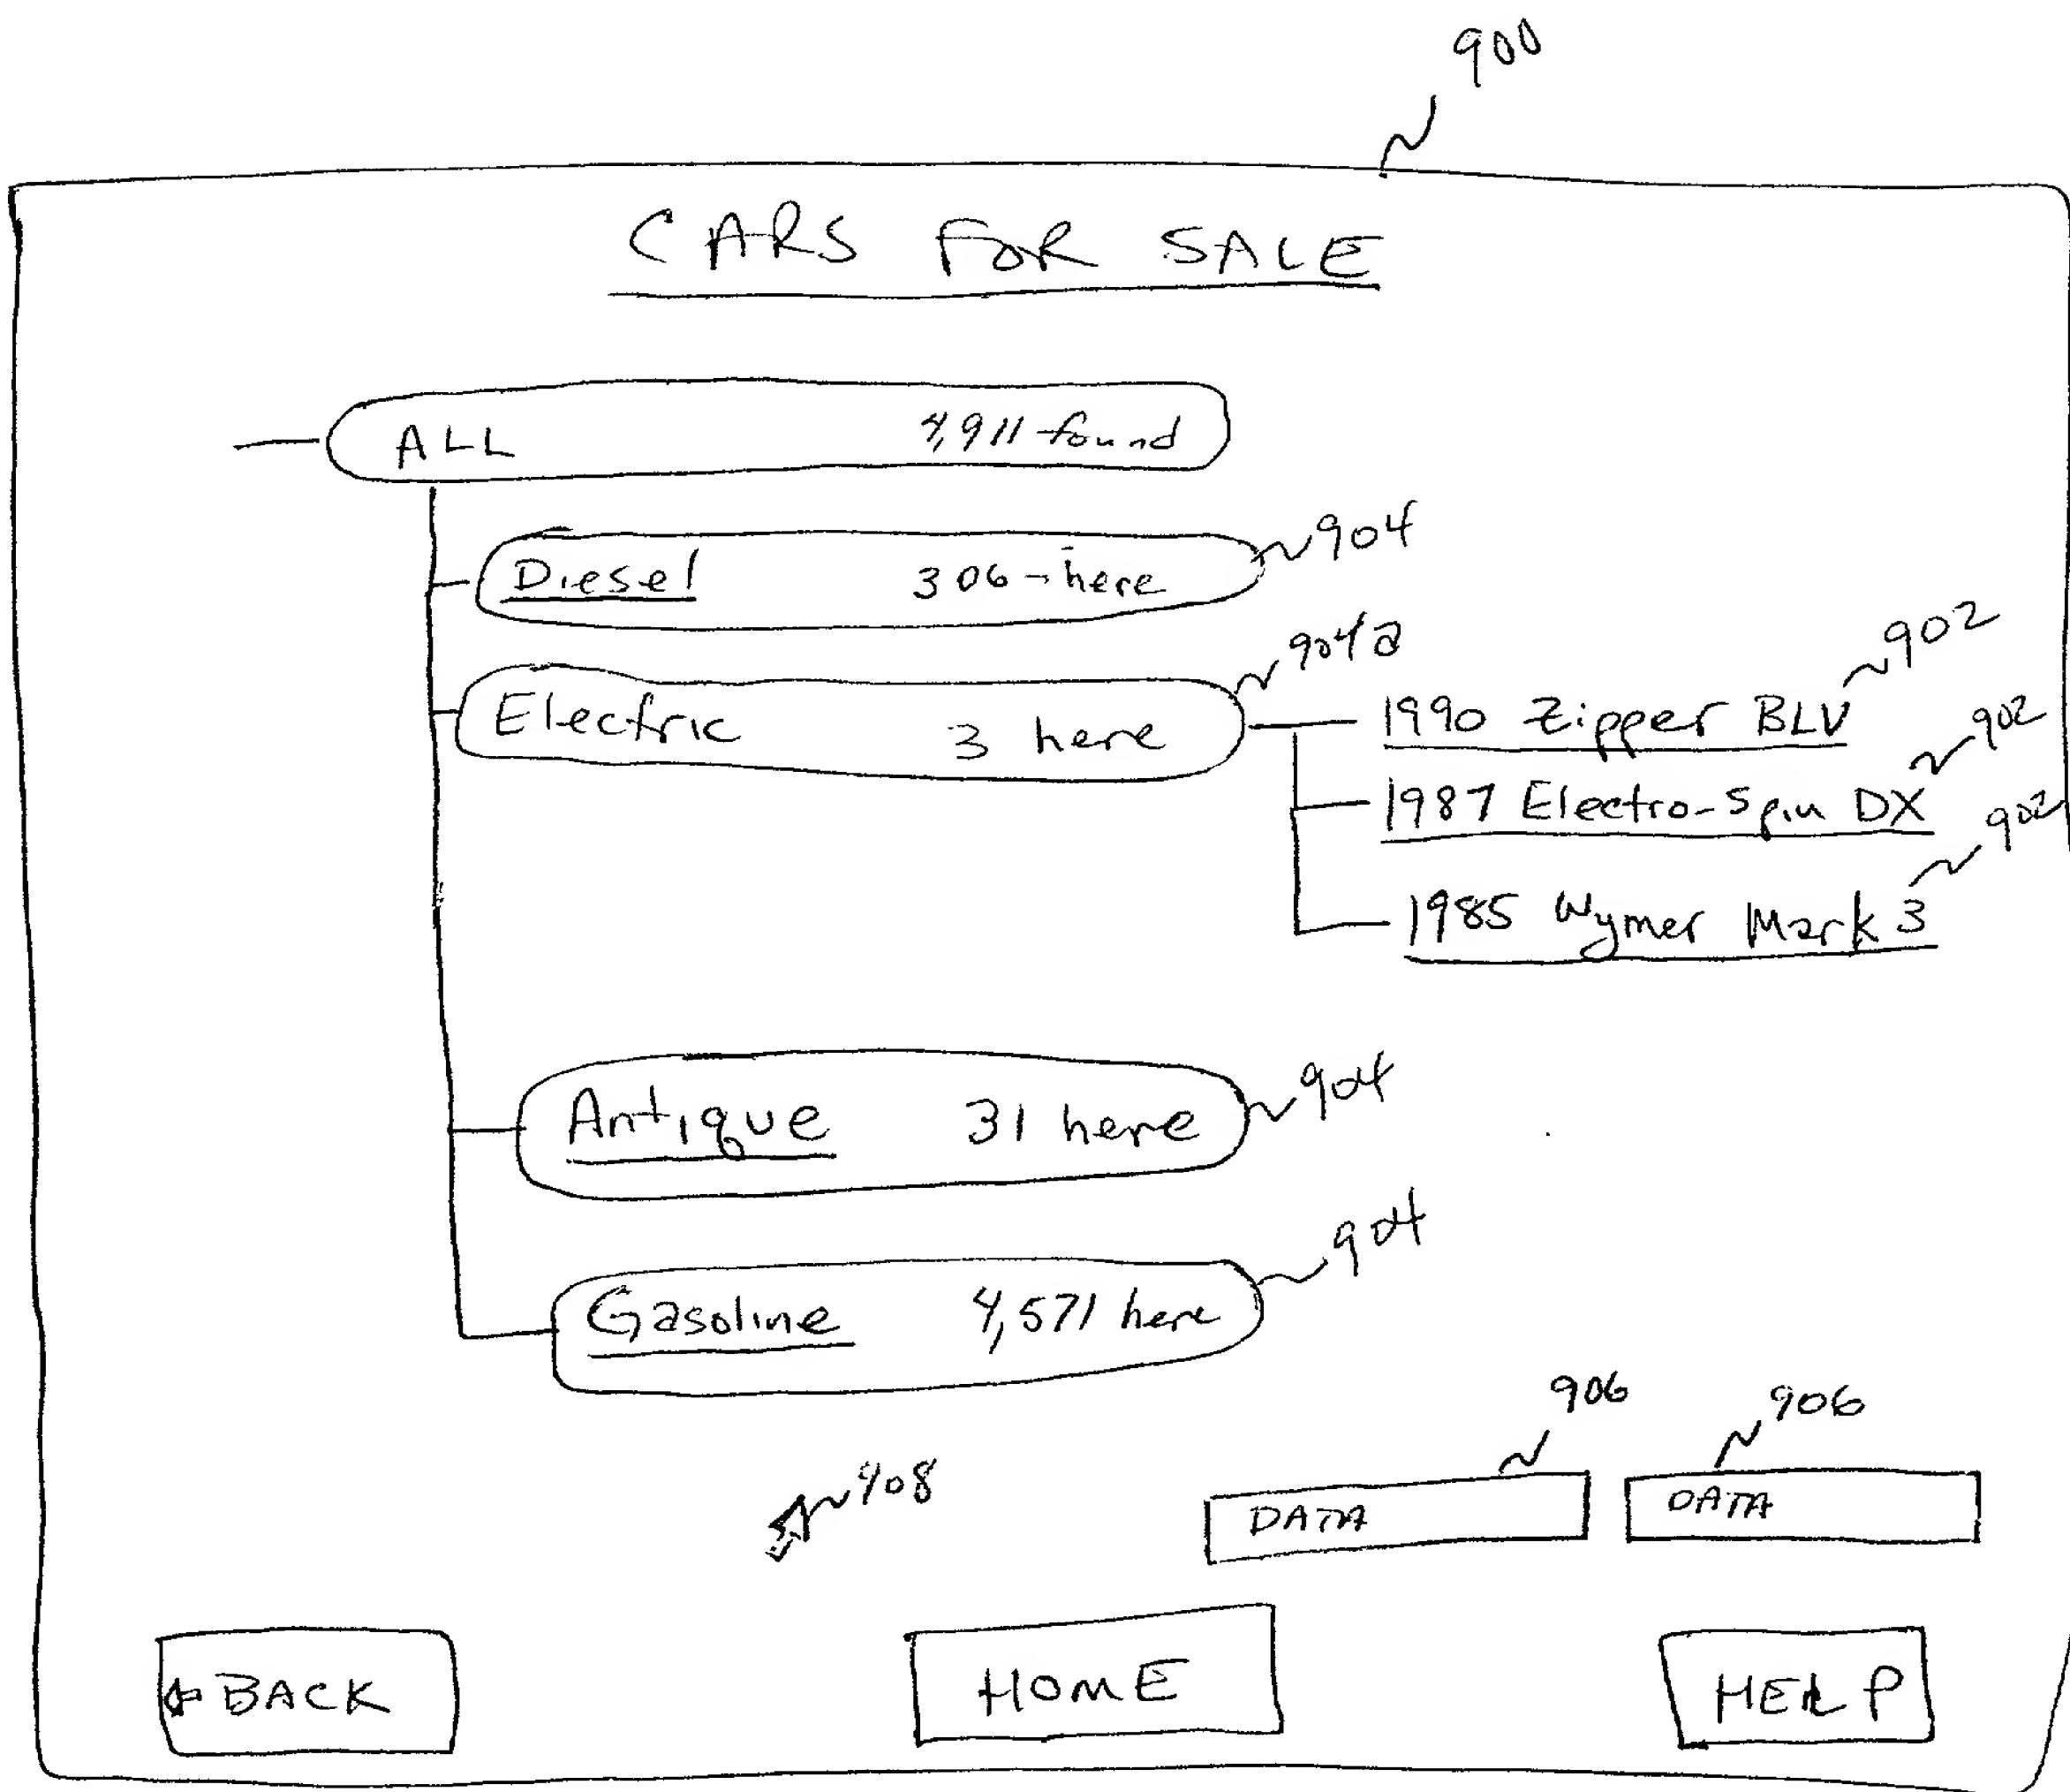 900
CARS FOR SALE
ALL 4,911 found
Diesel 306 - here 904
Electric 3 here 904a
1990 Zipper BLV 902
1987 Electro-Spin DX 902
1985 Wymer Mark 3 902
Antique 31 here 904
Gasoline 4,571 here 904
906 906
908
DATA DATA
BACK HOME HELP